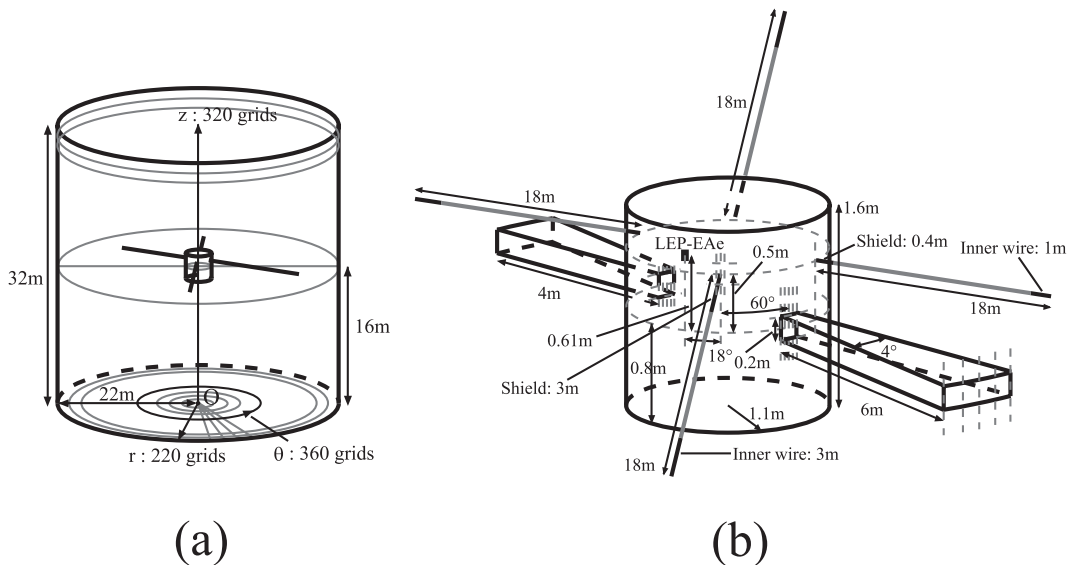 z : 320 grids
32m
16m
22m
O
r : 220 grids
θ : 360 grids
(a)
18m
18m
1.6m
LEP-EAe
Shield: 0.4m
Inner wire: 1m
0.5m
4m
60°
18m
0.61m
18°
0.2m
4°
Shield: 3m
0.8m
6m
1.1m
18m
Inner wire: 3m
(b)